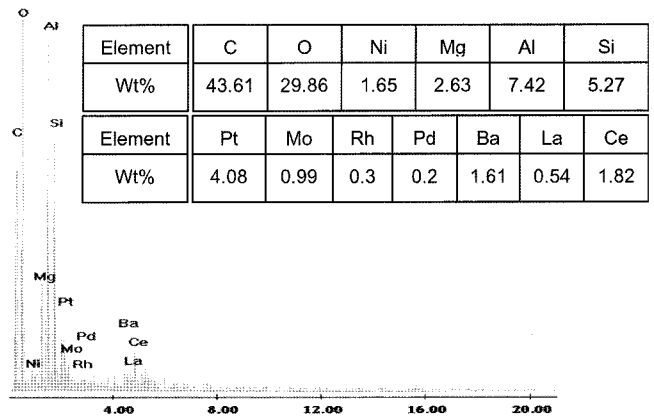 O
Al
Element C O Ni Mg Al Si
Wt% 43.61 29.86 1.65 2.63 7.42 5.27
C
Si
Element Pt Mo Rh Pd Ba La Ce
Wt% 4.08 0.99 0.3 0.2 1.61 0.54 1.82
Mg
Pt
Ba
Pd
Ce
Mo
Ni Rh La
4.00 8.00 12.00 16.00 20.00